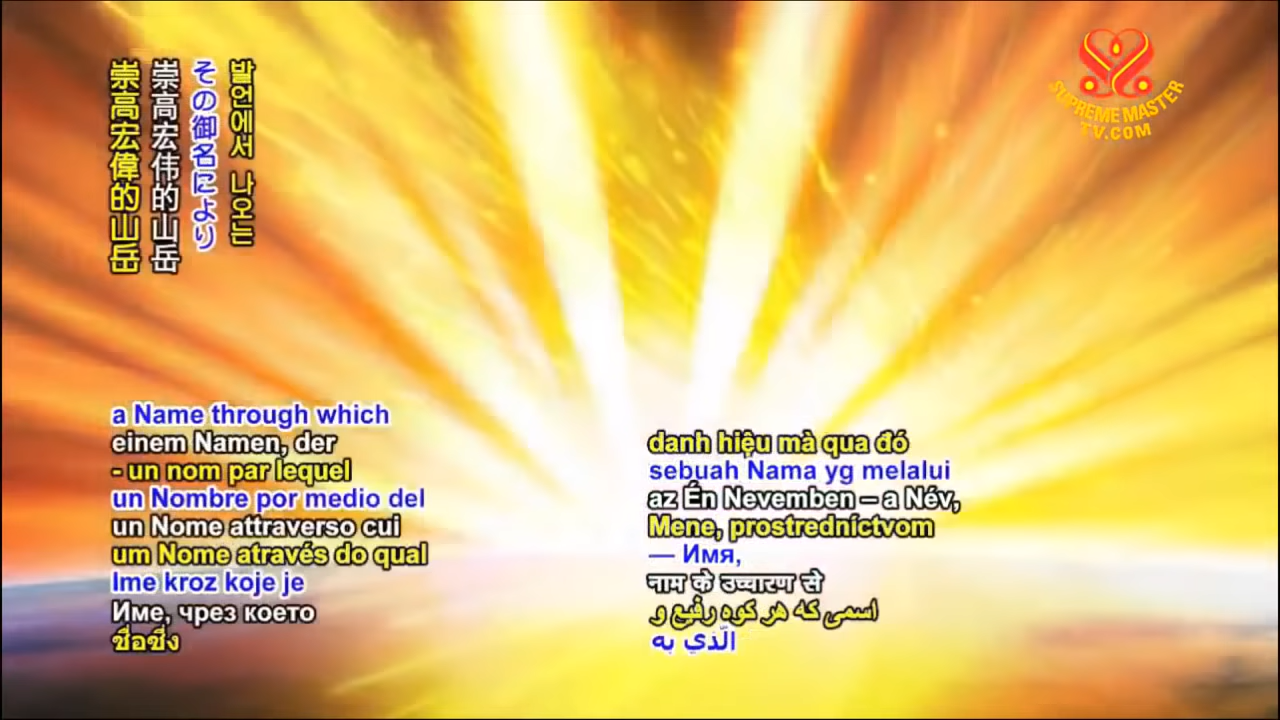 崇高宏偉的山岳
崇高宏伟的山岳
その御名により
발언에서 나오는
SUPREME MASTER
TV.COM
a Name through which
einem Namen, der
- un nom par lequel
un Nombre por medio del
un Nome attraverso cui
um Nome através do qual
Ime kroz koje je
Име, чрез което
ชื่อซึ่ง
danh hiệu mà qua đó
sebuah Nama yg melalui
az Én Nevemben – a Név,
Mene, prostredníctvom
— Имя,
नाम के उच्चारण से
اسمی که هر کوه رفیع و
الّذي به